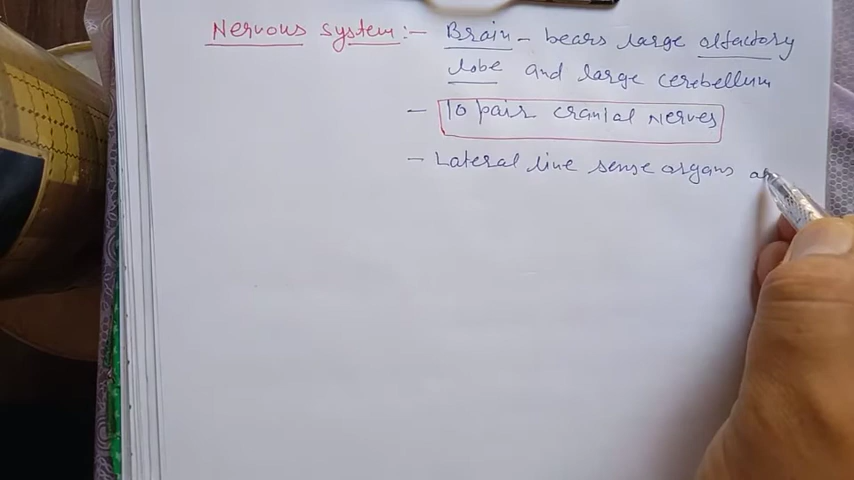 Nervous system :- Brain - bears large olfactory
lobe and large cerebellum
- 10 pair cranial Nerves
- Lateral line sense organs